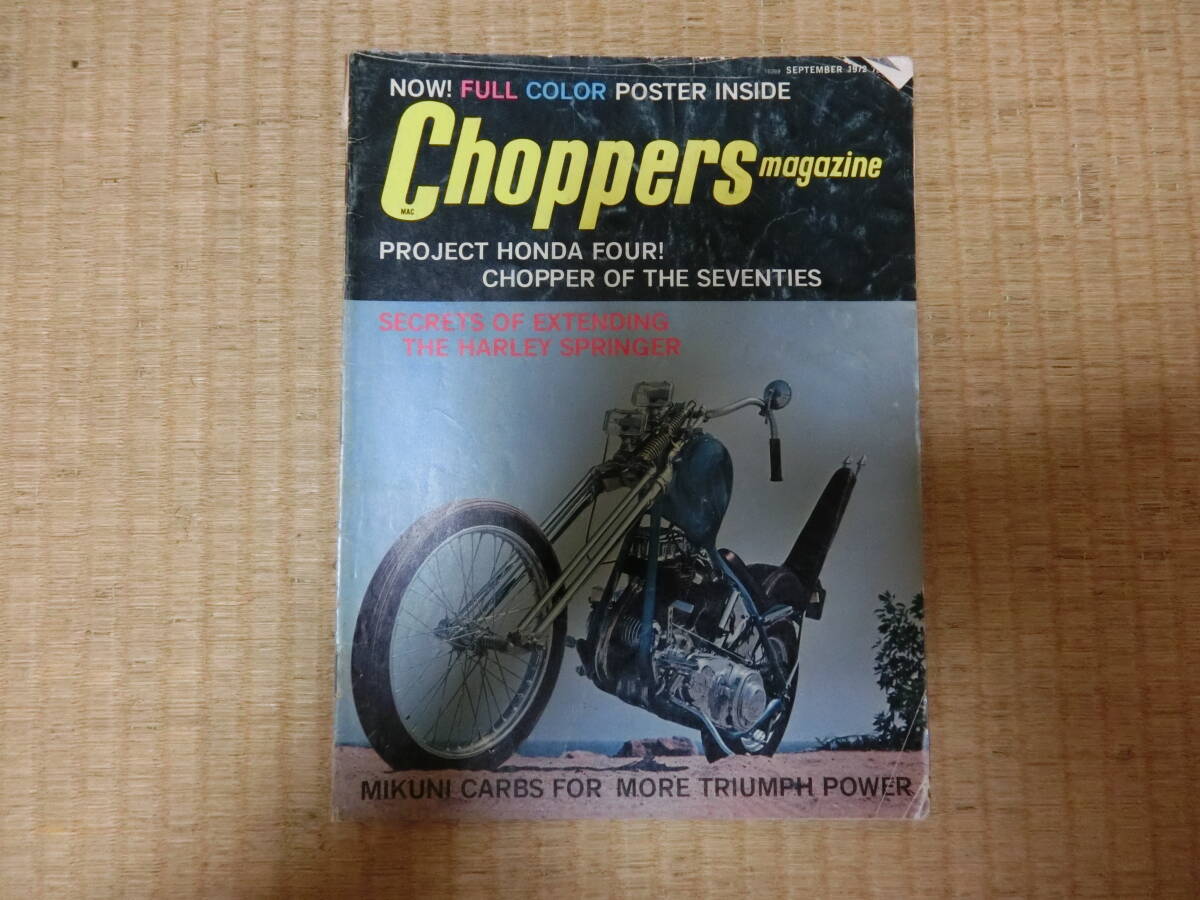 SEPTEMBER 1972
NOW! FULL COLOR POSTER INSIDE
Choppers magazine
MAC
PROJECT HONDA FOUR!
CHOPPER OF THE SEVENTIES
SECRETS OF EXTENDING
THE HARLEY SPRINGER
MIKUNI CARBS FOR MORE TRIUMPH POWER